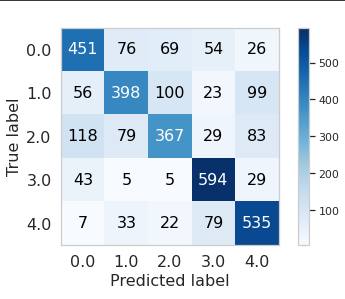 0.0 451 76 69 54 26
1.0 56 398 100 23 99
2.0 118 79 367 29 83
3.0 43 5 5 594 29
4.0 7 33 22 79 535
0.0 1.0 2.0 3.0 4.0
Predicted label
True label
500
400
300
200
100